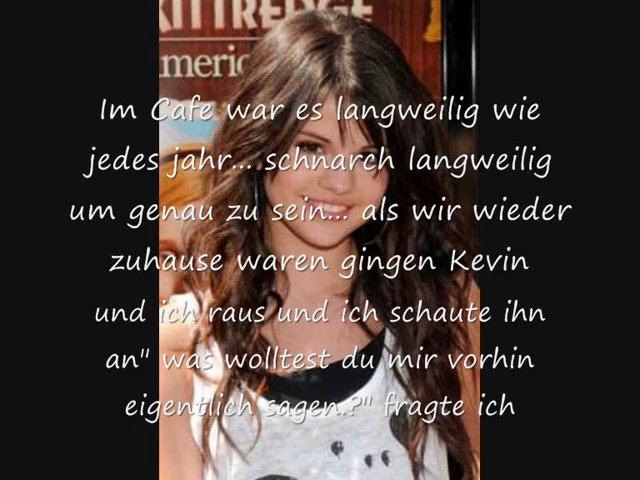 KITTREDGE
meric
Im Cafe war es langweilig wie
jedes jahr... schnarch langweilig
um genau zu sein... als wir wieder
zuhause waren gingen Kevin
und ich raus und ich schaute ihn
an" was wolltest du mir vorhin
eigentlich sagen.?" fragte ich